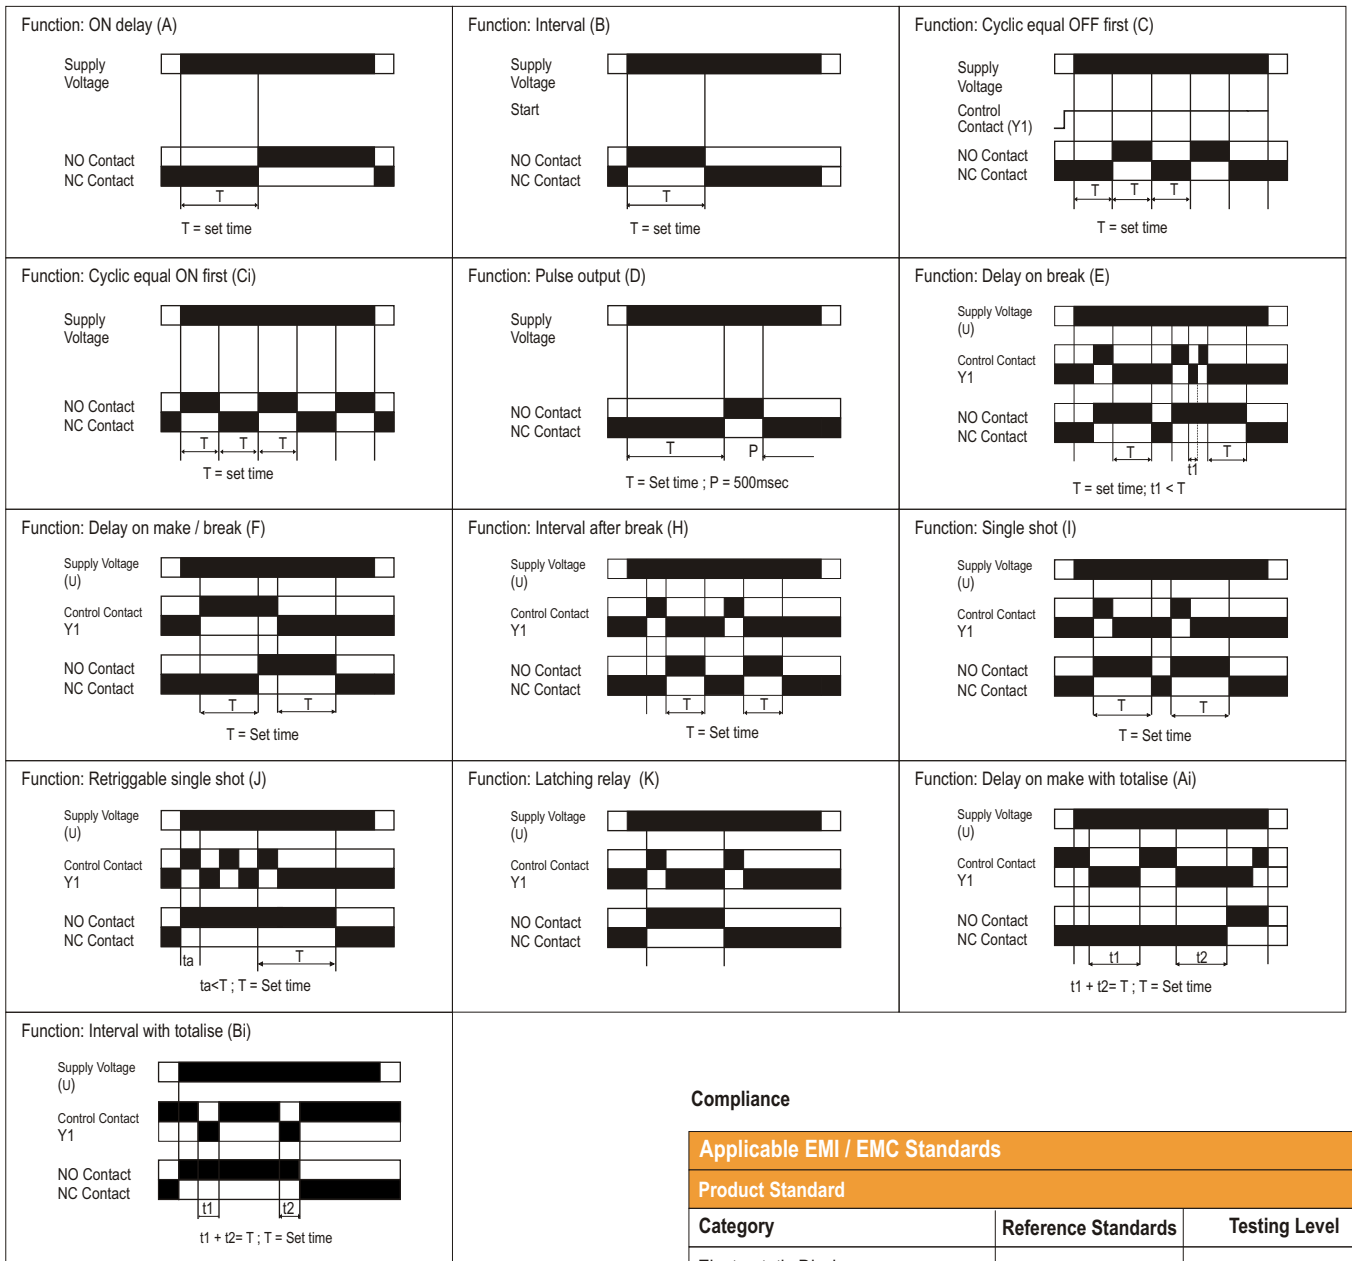 Function: ON delay (A)
Supply
Voltage
NO Contact
NC Contact
T
T = set time
Function: Interval (B)
Supply
Voltage
Start
NO Contact
NC Contact
T
T = set time
Function: Cyclic equal OFF first (C)
Supply
Voltage
Control
Contact (Y1)
NO Contact
NC Contact
T T T
T = set time
Function: Cyclic equal ON first (Ci)
Supply
Voltage
NO Contact
NC Contact
T T T
T = set time
Function: Pulse output (D)
Supply
Voltage
NO Contact
NC Contact
T P
T = Set time ; P = 500msec
Function: Delay on break (E)
Supply Voltage
(U)
Control Contact
Y1
NO Contact
NC Contact
T t1 T
T = set time; t1 < T
Function: Delay on make / break (F)
Supply Voltage
(U)
Control Contact
Y1
NO Contact
NC Contact
T T
T = Set time
Function: Interval after break (H)
Supply Voltage
(U)
Control Contact
Y1
NO Contact
NC Contact
T T
T = Set time
Function: Single shot (I)
Supply Voltage
(U)
Control Contact
Y1
NO Contact
NC Contact
T T
T = Set time
Function: Retriggable single shot (J)
Supply Voltage
(U)
Control Contact
Y1
NO Contact
NC Contact
ta T
ta<T ; T = Set time
Function: Latching relay (K)
Supply Voltage
(U)
Control Contact
Y1
NO Contact
NC Contact
Function: Delay on make with totalise (Ai)
Supply Voltage
(U)
Control Contact
Y1
NO Contact
NC Contact
t1 t2
t1 + t2= T ; T = Set time
Function: Interval with totalise (Bi)
Supply Voltage
(U)
Control Contact
Y1
NO Contact
NC Contact
t1 t2
t1 + t2= T ; T = Set time
Compliance
Applicable EMI / EMC Standards
Product Standard
Category Reference Standards Testing Level